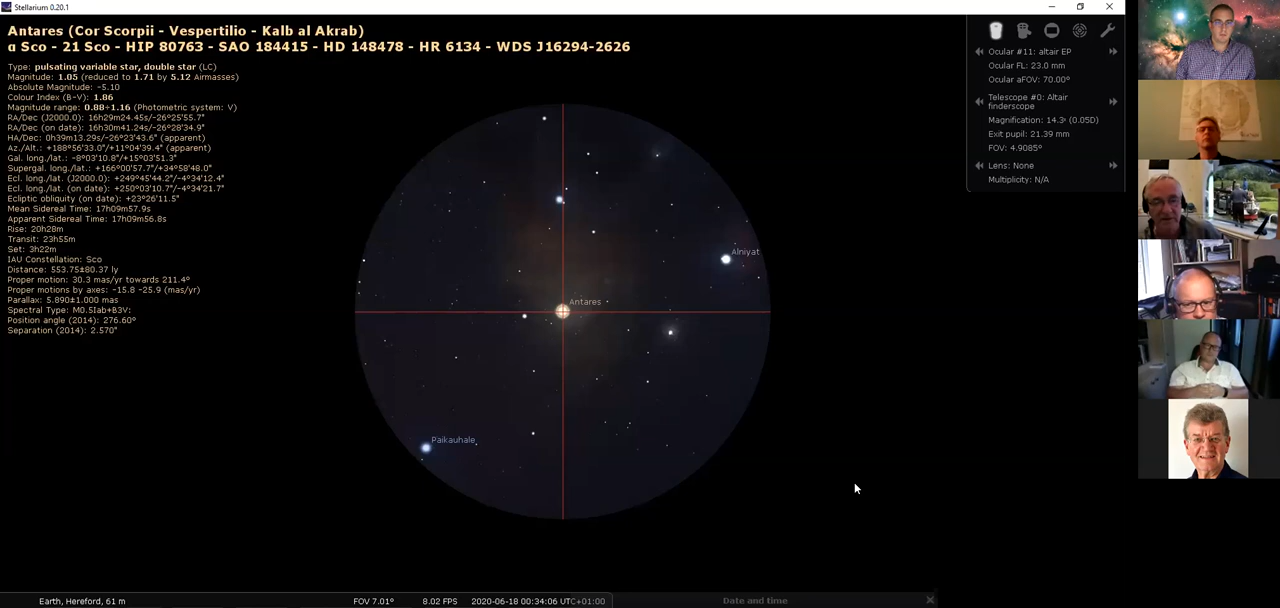 Stellarium 0.20.1
Antares (Cor Scorpii - Vespertilio - Kalb al Akrab)
α Sco - 21 Sco - HIP 80763 - SAO 184415 - HD 148478 - HR 6134 - WDS J16294-2626
Type: pulsating variable star, double star (LC)
Magnitude: 1.05 (reduced to 1.71 by 5.12 Airmasses)
Absolute Magnitude: -5.10
Colour Index (B-V): 1.86
Magnitude range: 0.88÷1.16 (Photometric system: V)
RA/Dec (J2000.0): 16h29m24.45s/-26°25'55.7"
RA/Dec (on date): 16h30m41.24s/-26°28'34.9"
HA/Dec: 0h39m13.29s/-26°23'43.6" (apparent)
Az./Alt.: +188°56'33.0"/+11°04'39.4" (apparent)
Gal. long./lat.: -8°03'10.8"/+15°03'51.3"
Supergal. long./lat.: +166°00'57.7"/+34°58'48.0"
Ecl. long./lat. (J2000.0): +249°45'44.2"/-4°34'12.4"
Ecl. long./lat. (on date): +250°03'10.7"/-4°34'21.7"
Ecliptic obliquity (on date): +23°26'11.5"
Mean Sidereal Time: 17h09m57.9s
Apparent Sidereal Time: 17h09m56.8s
Rise: 20h28m
Transit: 23h55m
Set: 3h22m
IAU Constellation: Sco
Distance: 553.75±80.37 ly
Proper motion: 30.3 mas/yr towards 211.4°
Proper motions by axes: -15.8 -25.9 (mas/yr)
Parallax: 5.890±1.000 mas
Spectral Type: M0.5Iab+B3V:
Position angle (2014): 276.60°
Separation (2014): 2.570"
Ocular #11: altair EP
Ocular FL: 23.0 mm
Ocular aFOV: 70.00°
Telescope #0: Altair
finderscope
Magnification: 14.3× (0.05D)
Exit pupil: 21.39 mm
FOV: 4.9085°
Lens: None
Multiplicity: N/A
Alniyat
Antares
Paikauhale
Earth, Hereford, 61 m
FOV 7.01°
8.02 FPS
2020-06-18 00:34:06 UTC+01:00
Date and time